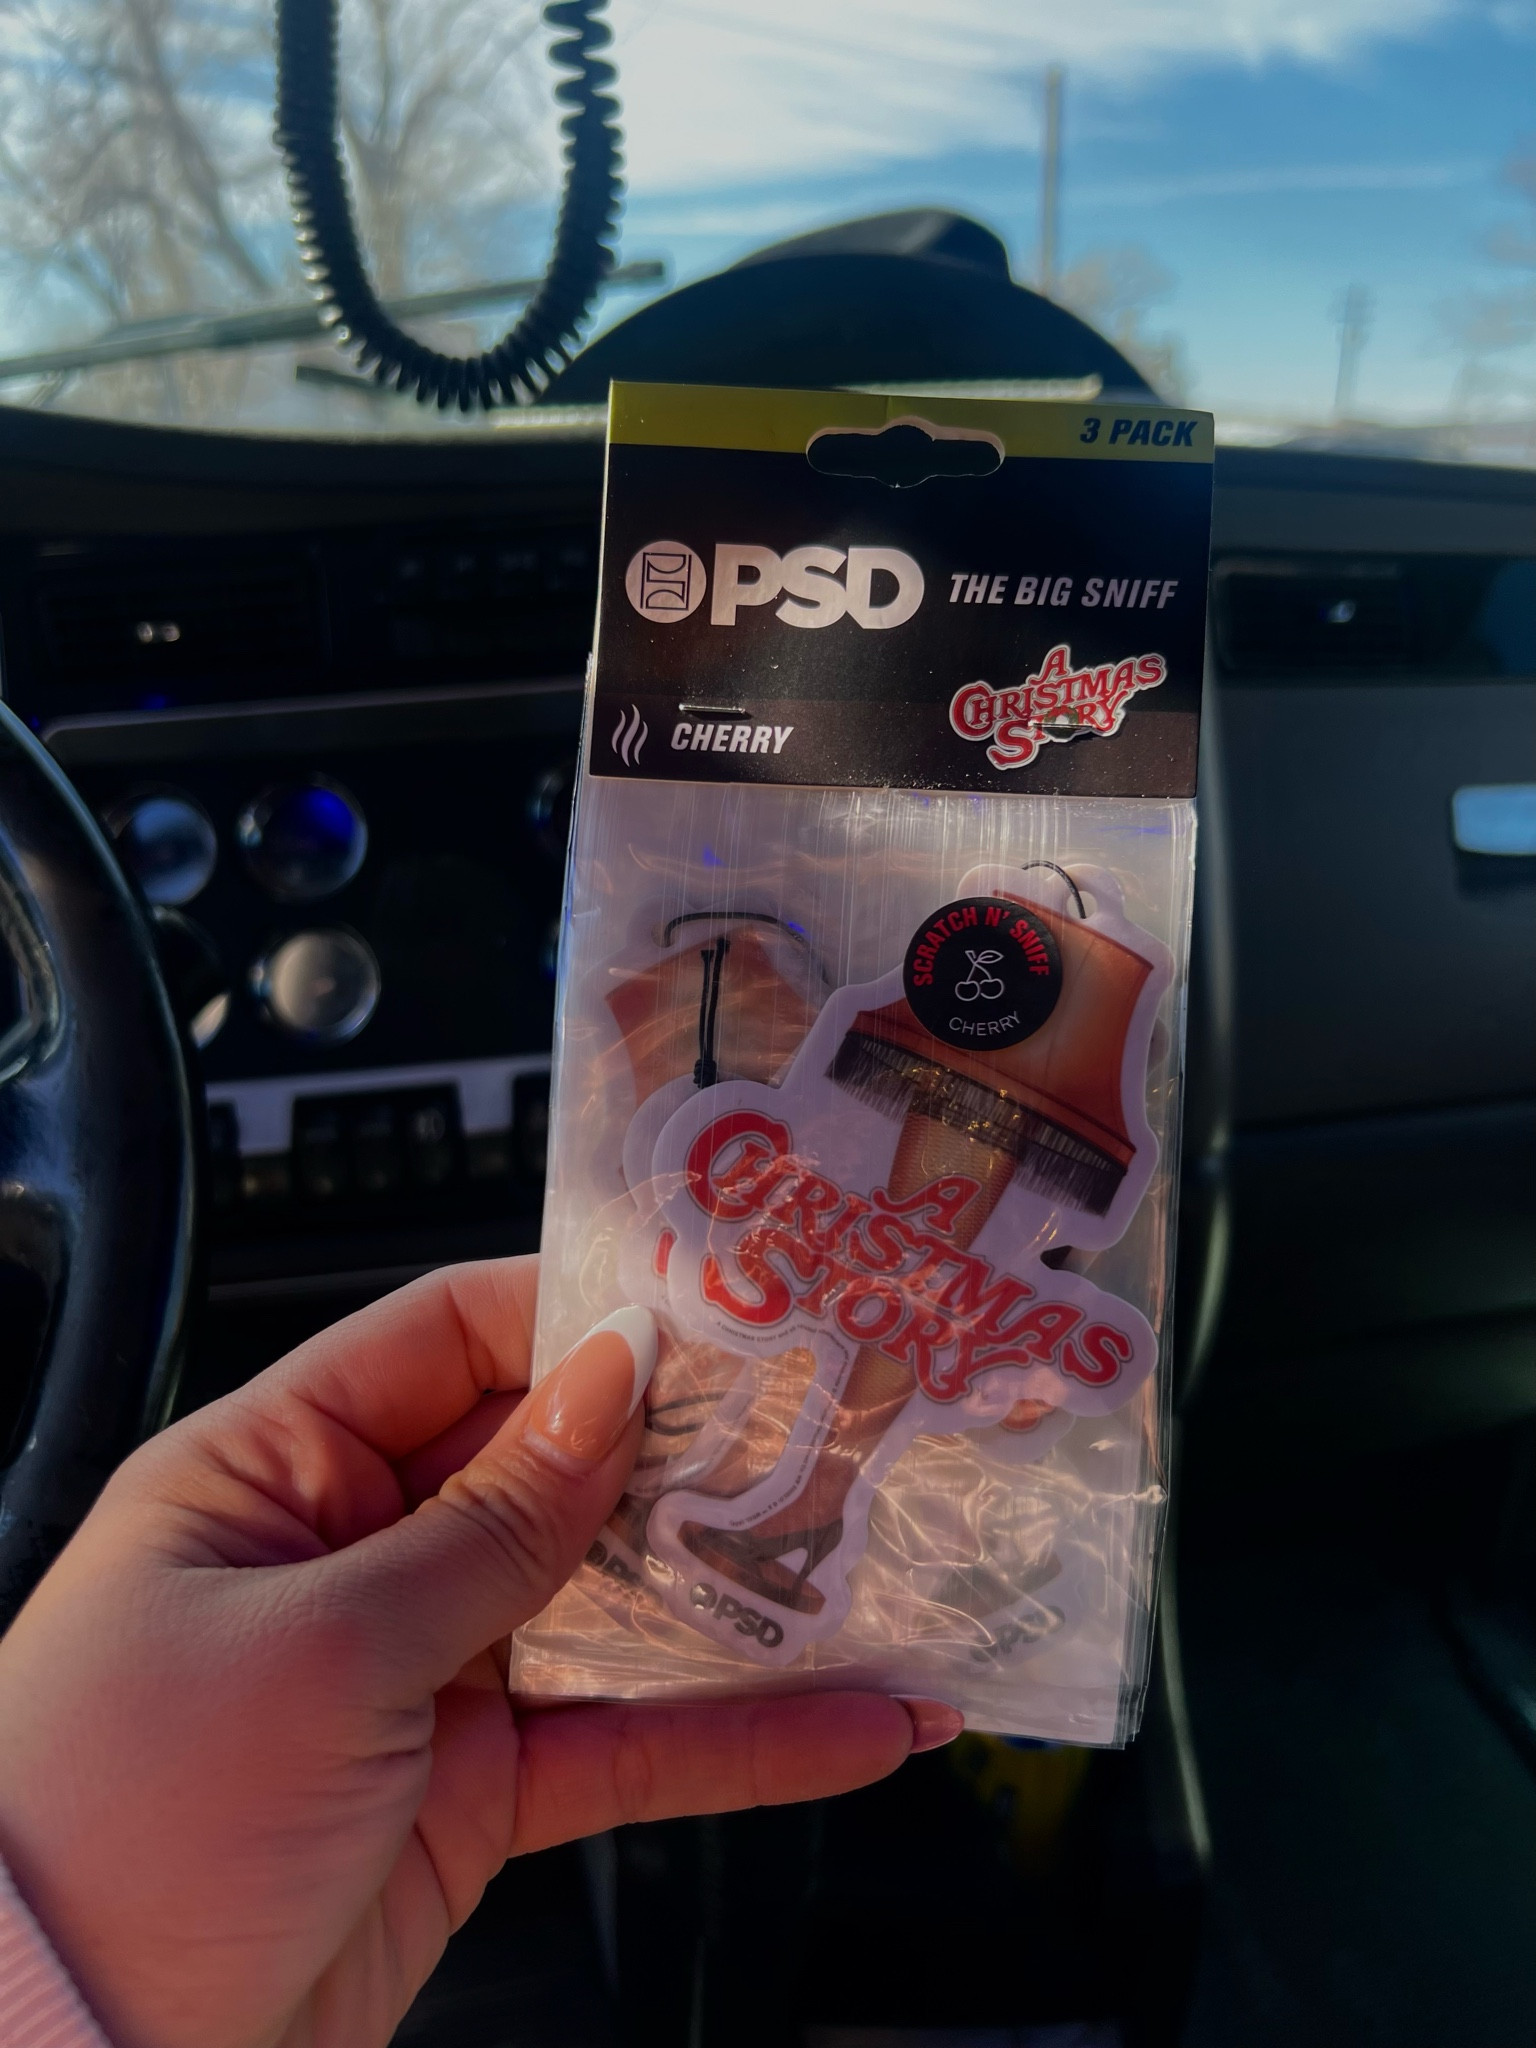 3 PACK
PSD
THE BIG SNIFF
A
CHRISTMAS
STORY
CHERRY
SCRATCH N' SNIFF
CHERRY
A
CHRISTMAS
STORY
PSD
PSD